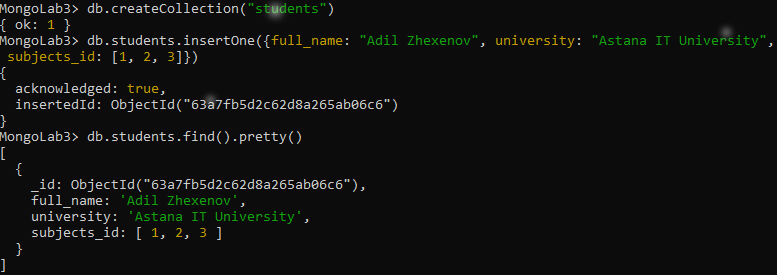 MongoLab3> db.createCollection("students")
{ ok: 1 }
MongoLab3> db.students.insertOne({full_name: "Adil Zhexenov", university: "Astana IT University",
 subjects_id: [1, 2, 3]})
{
  acknowledged: true,
  insertedId: ObjectId("63a7fb5d2c62d8a265ab06c6")
}
MongoLab3> db.students.find().pretty()
[
  {
    _id: ObjectId("63a7fb5d2c62d8a265ab06c6"),
    full_name: 'Adil Zhexenov',
    university: 'Astana IT University',
    subjects_id: [ 1, 2, 3 ]
  }
]